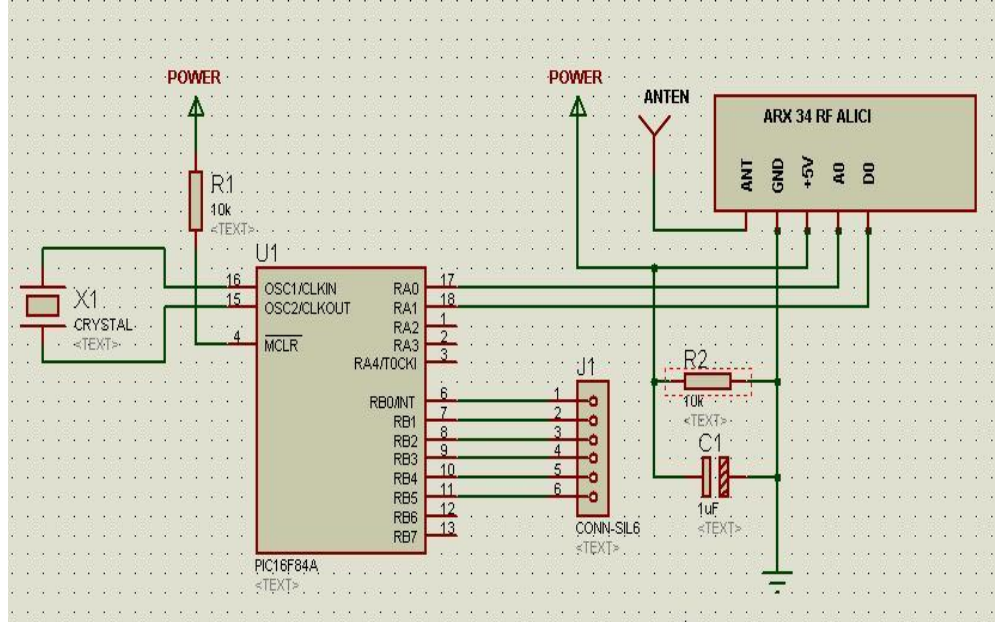 POWER
POWER
ANTEN
ARX 34 RF ALICI
ANT
GND
+5V
A0
D0
R1
10k
<TEXT>
U1
X1
CRYSTAL
<TEXT>
16
OSC1/CLKIN
15
OSC2/CLKOUT
4
MCLR
RA0
17
RA1
18
RA2
1
RA3
2
RA4/T0CKI
3
RB0/INT
6
RB1
7
RB2
8
RB3
9
RB4
10
RB5
11
RB6
12
RB7
13
PIC16F84A
<TEXT>
J1
1
2
3
4
5
6
CONN-SIL6
<TEXT>
R2
10k
<TEXT>
C1
1uF
<TEXT>